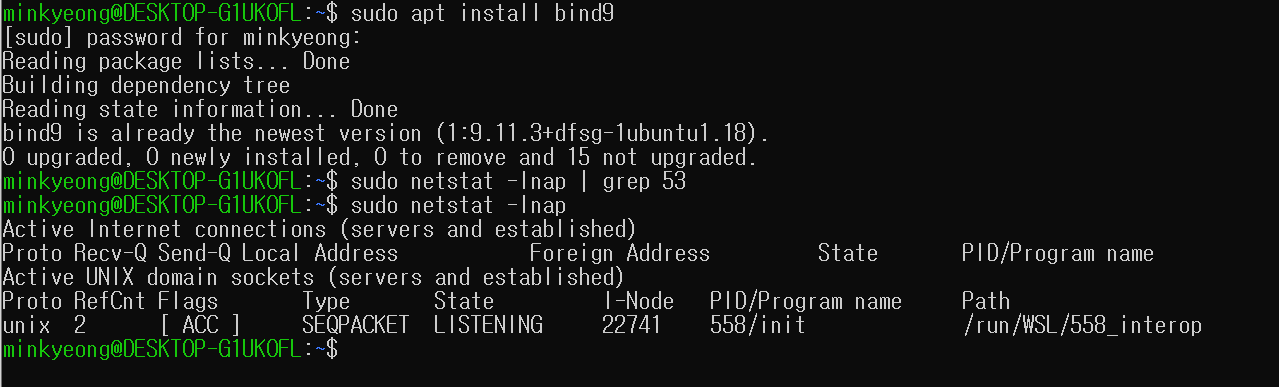 minkyeong@DESKTOP-G1UKOFL:~$ sudo apt install bind9
[sudo] password for minkyeong:
Reading package lists... Done
Building dependency tree
Reading state information... Done
bind9 is already the newest version (1:9.11.3+dfsg-1ubuntu1.18).
0 upgraded, 0 newly installed, 0 to remove and 15 not upgraded.
minkyeong@DESKTOP-G1UKOFL:~$ sudo netstat -lnap | grep 53
minkyeong@DESKTOP-G1UKOFL:~$ sudo netstat -lnap
Active Internet connections (servers and established)
Proto Recv-Q Send-Q Local Address           Foreign Address         State       PID/Program name
Active UNIX domain sockets (servers and established)
Proto RefCnt Flags       Type       State         I-Node   PID/Program name     Path
unix  2      [ ACC ]     SEQPACKET  LISTENING     22741    558/init             /run/WSL/558_interop
minkyeong@DESKTOP-G1UKOFL:~$